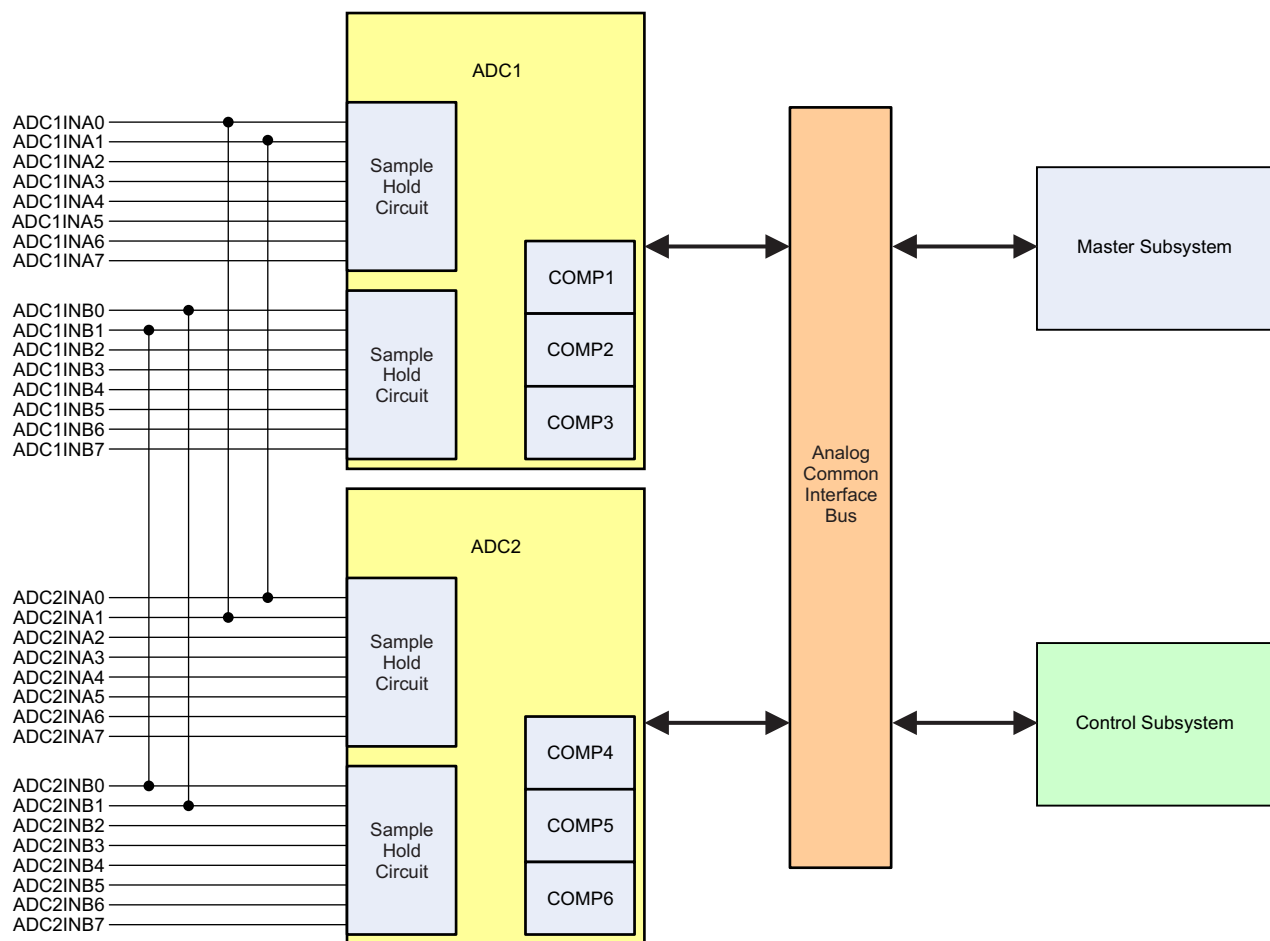 ADC1
ADC1INA0
ADC1INA1
ADC1INA2
ADC1INA3
ADC1INA4
ADC1INA5
ADC1INA6
ADC1INA7
Sample
Hold
Circuit
ADC1INB0
ADC1INB1
ADC1INB2
ADC1INB3
ADC1INB4
ADC1INB5
ADC1INB6
ADC1INB7
Sample
Hold
Circuit
COMP1
COMP2
COMP3
ADC2
ADC2INA0
ADC2INA1
ADC2INA2
ADC2INA3
ADC2INA4
ADC2INA5
ADC2INA6
ADC2INA7
Sample
Hold
Circuit
ADC2INB0
ADC2INB1
ADC2INB2
ADC2INB3
ADC2INB4
ADC2INB5
ADC2INB6
ADC2INB7
Sample
Hold
Circuit
COMP4
COMP5
COMP6
Analog
Common
Interface
Bus
Master Subsystem
Control Subsystem